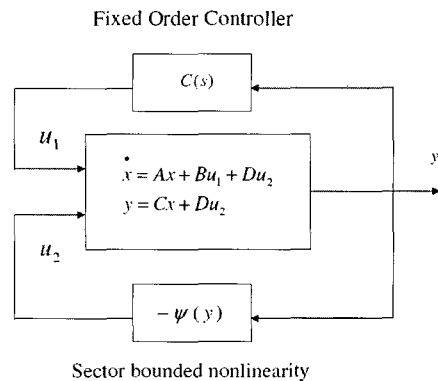 Fixed Order Controller
C(s)
u₁
y
ẋ = Ax + Bu₁ + Du₂
y = Cx + Du₂
u₂
− ψ ( y )
Sector bounded nonlinearity